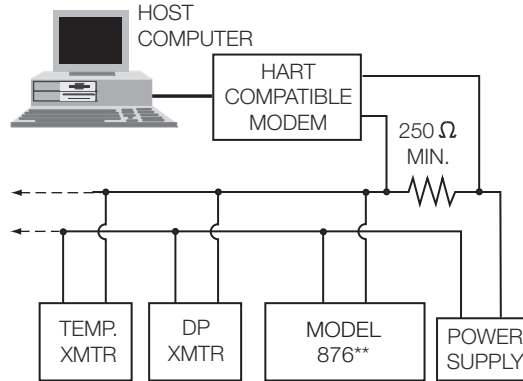 HOST
COMPUTER
HART
COMPATIBLE
MODEM
250 Ω
MIN.
TEMP.
XMTR
DP
XMTR
MODEL
876**
POWER
SUPPLY